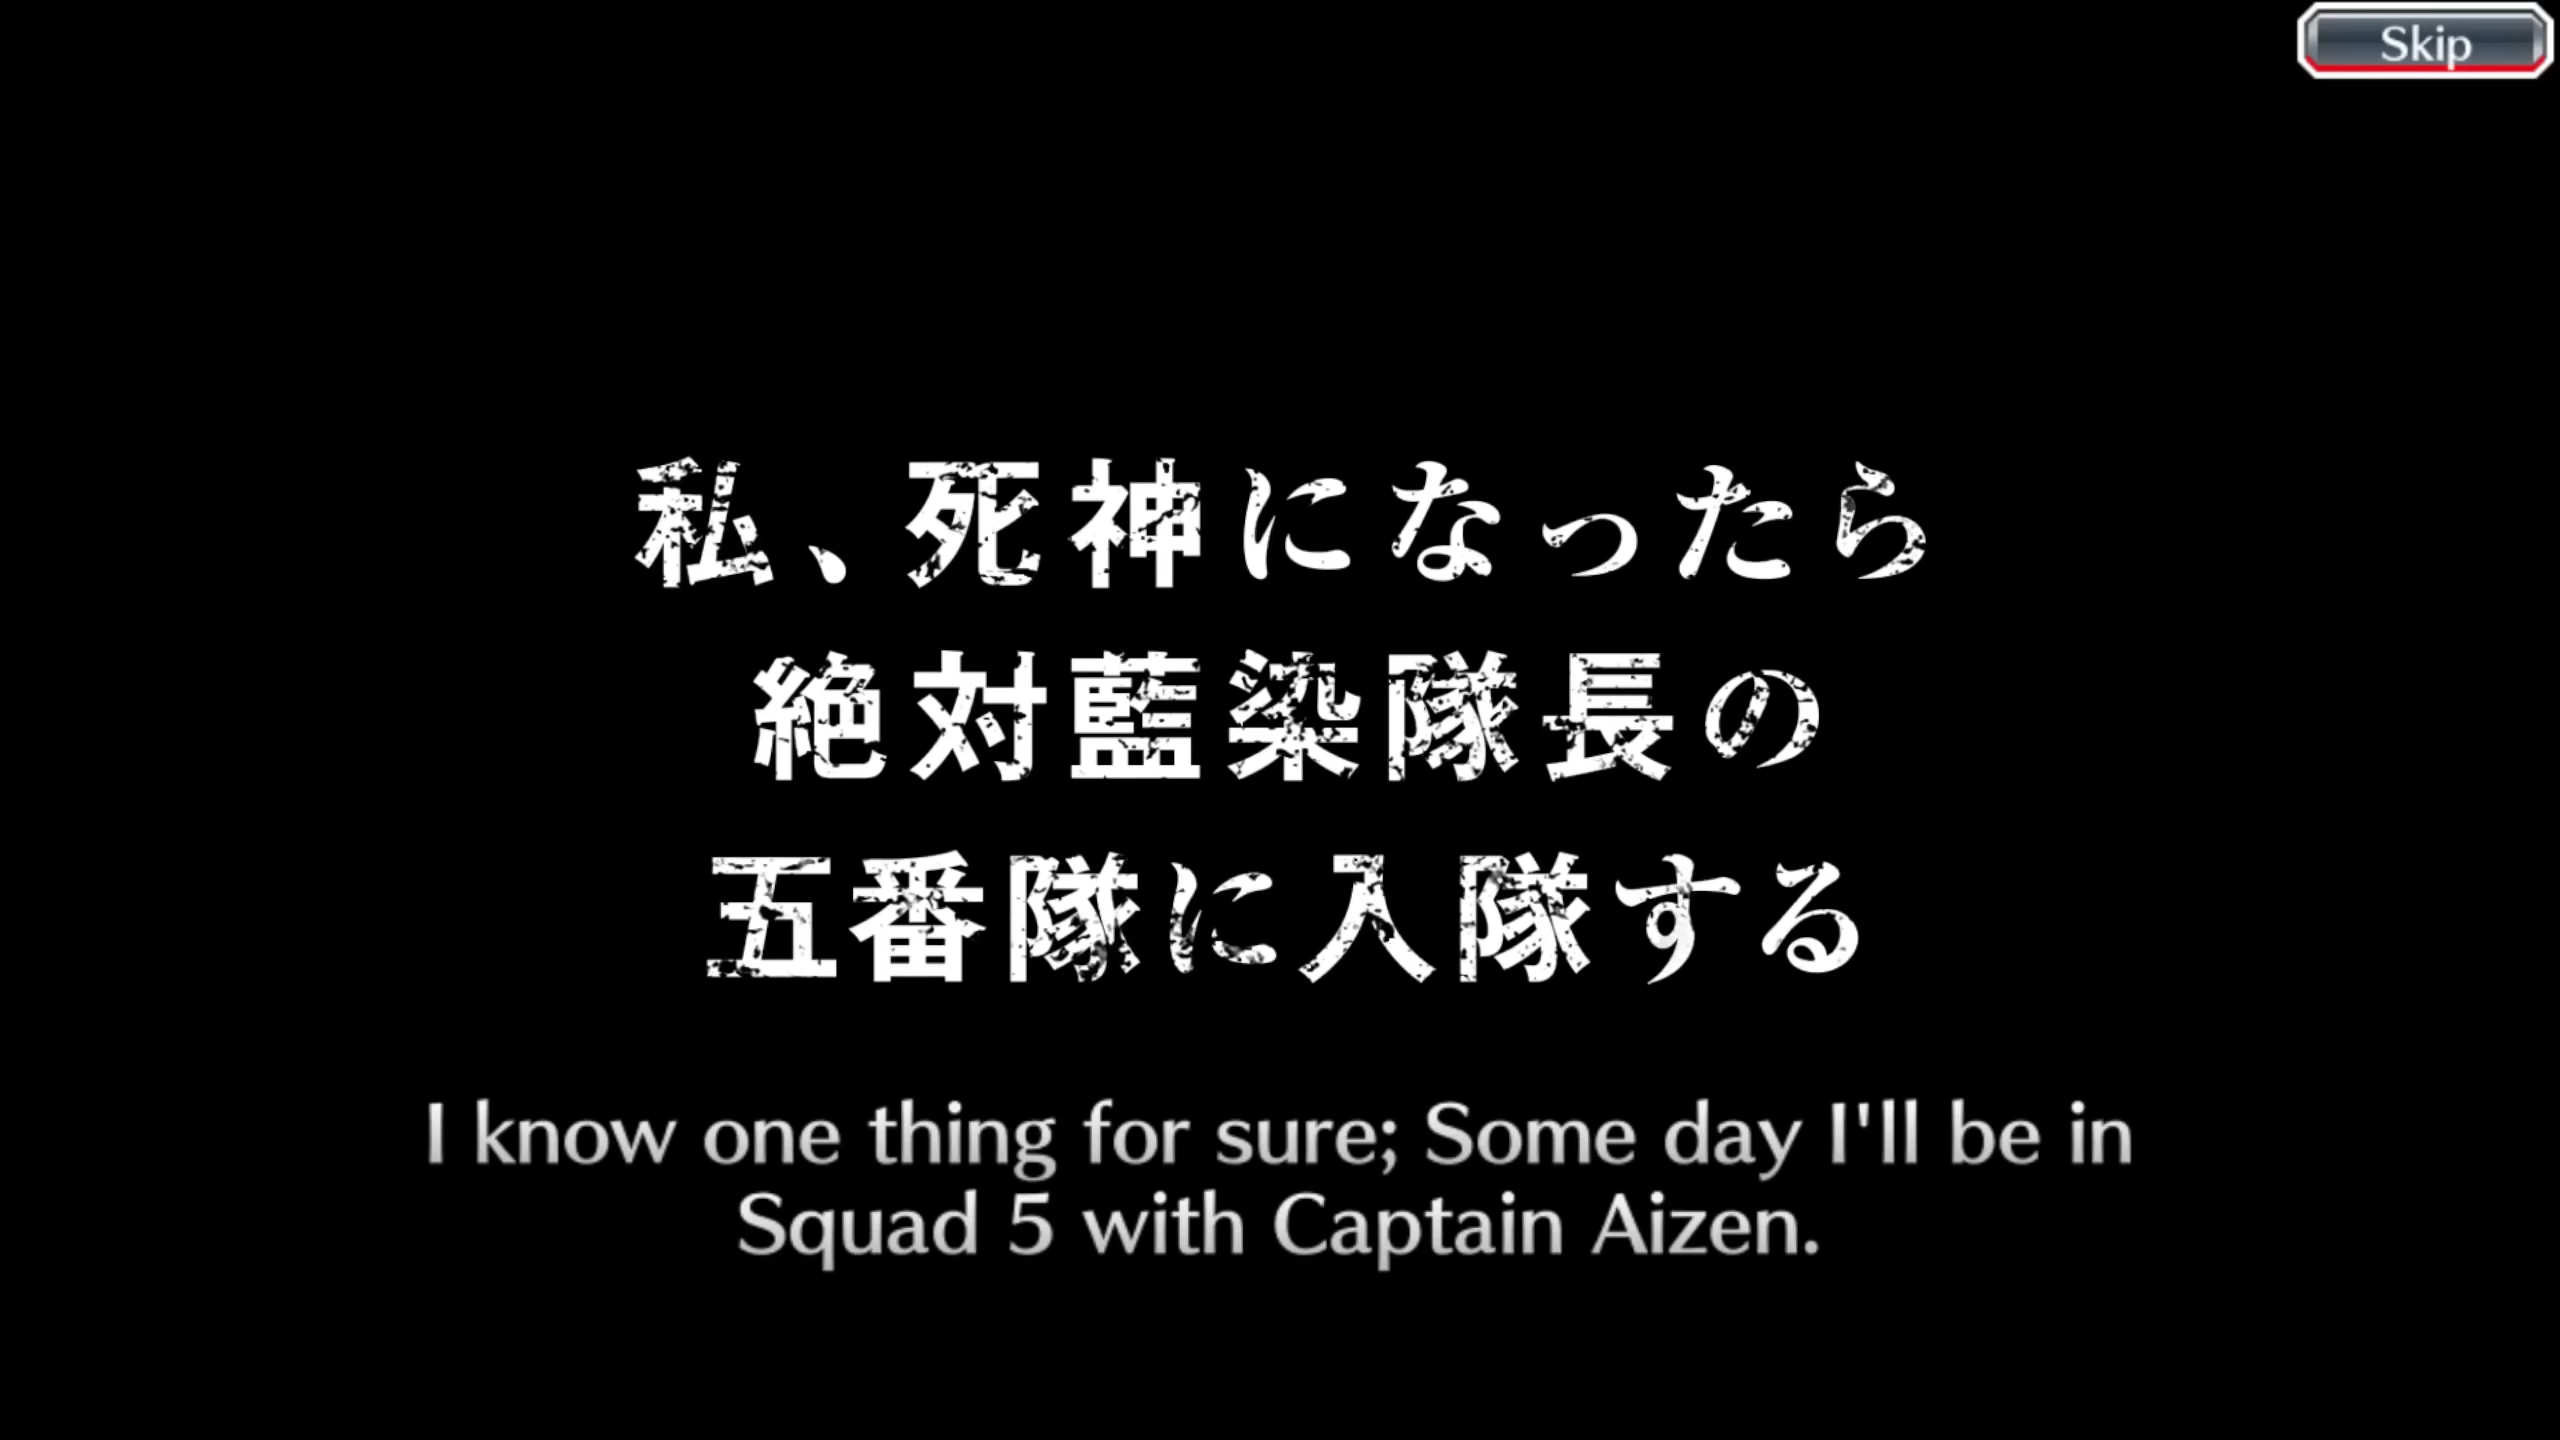 Skip
私、死神になったら
絶対藍染隊長の
五番隊に入隊する
I know one thing for sure; Some day I'll be in
Squad 5 with Captain Aizen.